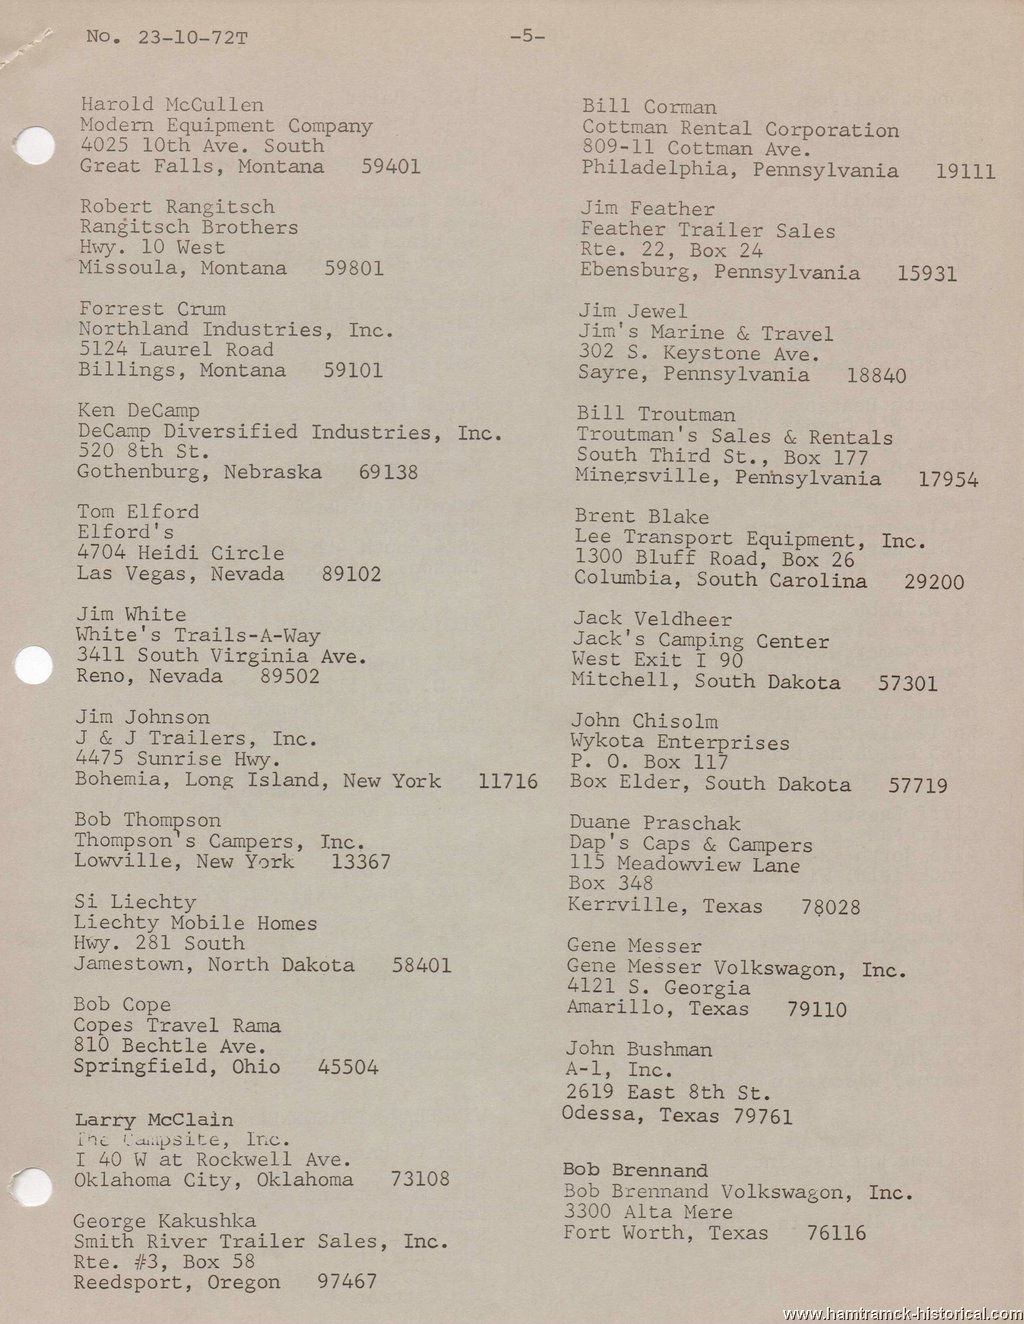 No. 23-10-72T
-5-
Harold McCullen
Modern Equipment Company
4025 10th Ave. South
Great Falls, Montana 59401
Robert Rangitsch
Rangitsch Brothers
Hwy. 10 West
Missoula, Montana 59801
Forrest Crum
Northland Industries, Inc.
5124 Laurel Road
Billings, Montana 59101
Ken DeCamp
DeCamp Diversified Industries, Inc.
520 8th St.
Gothenburg, Nebraska 69138
Tom Elford
Elford's
4704 Heidi Circle
Las Vegas, Nevada 89102
Jim White
White's Trails-A-Way
3411 South Virginia Ave.
Reno, Nevada 89502
Jim Johnson
J & J Trailers, Inc.
4475 Sunrise Hwy.
Bohemia, Long Island, New York 11716
Bob Thompson
Thompson's Campers, Inc.
Lowville, New York 13367
Si Liechty
Liechty Mobile Homes
Hwy. 281 South
Jamestown, North Dakota 58401
Bob Cope
Copes Travel Rama
810 Bechtle Ave.
Springfield, Ohio 45504
Larry McClain
The Campsite, Inc.
I 40 W at Rockwell Ave.
Oklahoma City, Oklahoma 73108
George Kakushka
Smith River Trailer Sales, Inc.
Rte. #3, Box 58
Reedsport, Oregon 97467
Bill Corman
Cottman Rental Corporation
809-11 Cottman Ave.
Philadelphia, Pennsylvania 19111
Jim Feather
Feather Trailer Sales
Rte. 22, Box 24
Ebensburg, Pennsylvania 15931
Jim Jewel
Jim's Marine & Travel
302 S. Keystone Ave.
Sayre, Pennsylvania 18840
Bill Troutman
Troutman's Sales & Rentals
South Third St., Box 177
Minersville, Pennsylvania 17954
Brent Blake
Lee Transport Equipment, Inc.
1300 Bluff Road, Box 26
Columbia, South Carolina 29200
Jack Veldheer
Jack's Camping Center
West Exit I 90
Mitchell, South Dakota 57301
John Chisolm
Wykota Enterprises
P. O. Box 117
Box Elder, South Dakota 57719
Duane Praschak
Dap's Caps & Campers
115 Meadowview Lane
Box 348
Kerrville, Texas 78028
Gene Messer
Gene Messer Volkswagon, Inc.
4121 S. Georgia
Amarillo, Texas 79110
John Bushman
A-1, Inc.
2619 East 8th St.
Odessa, Texas 79761
Bob Brennand
Bob Brennand Volkswagon, Inc.
3300 Alta Mere
Fort Worth, Texas 76116
www.hamtramck-historical.com